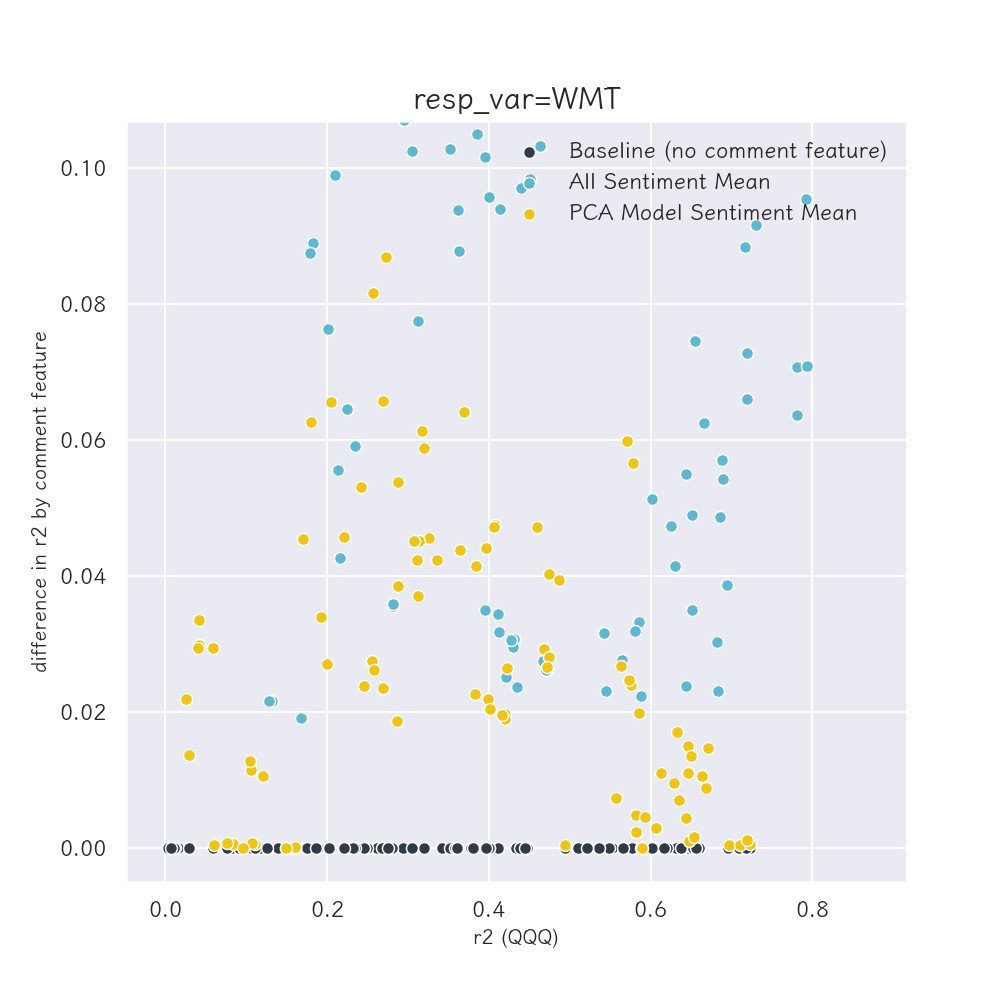 resp_var=WMT
Baseline (no comment feature)
All Sentiment Mean
PCA Model Sentiment Mean
difference in r2 by comment feature
0.10
0.08
0.06
0.04
0.02
0.00
0.0 0.2 0.4 0.6 0.8
r2 (QQQ)